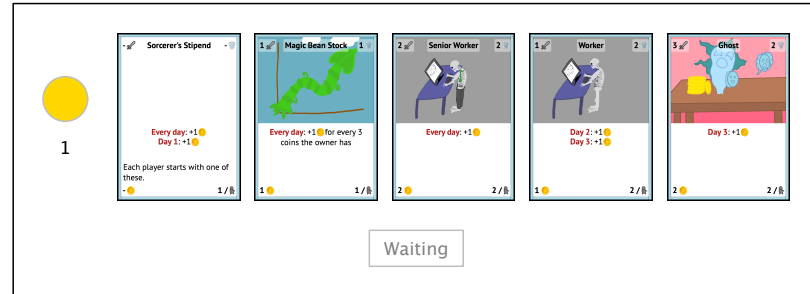 1
- Sorcerer's Stipend -
Every day: +1
Day 1: +1
Each player starts with one of
these.
- 1 /
1 Magic Bean Stock 1
Every day: +1 for every 3
coins the owner has
1 1 /
2 Senior Worker 2
Every day: +1
2 2 /
1 Worker 2
Day 2: +1
Day 3: +1
1 2 /
3 Ghost 2
Day 3: +1
2 2 /
Waiting